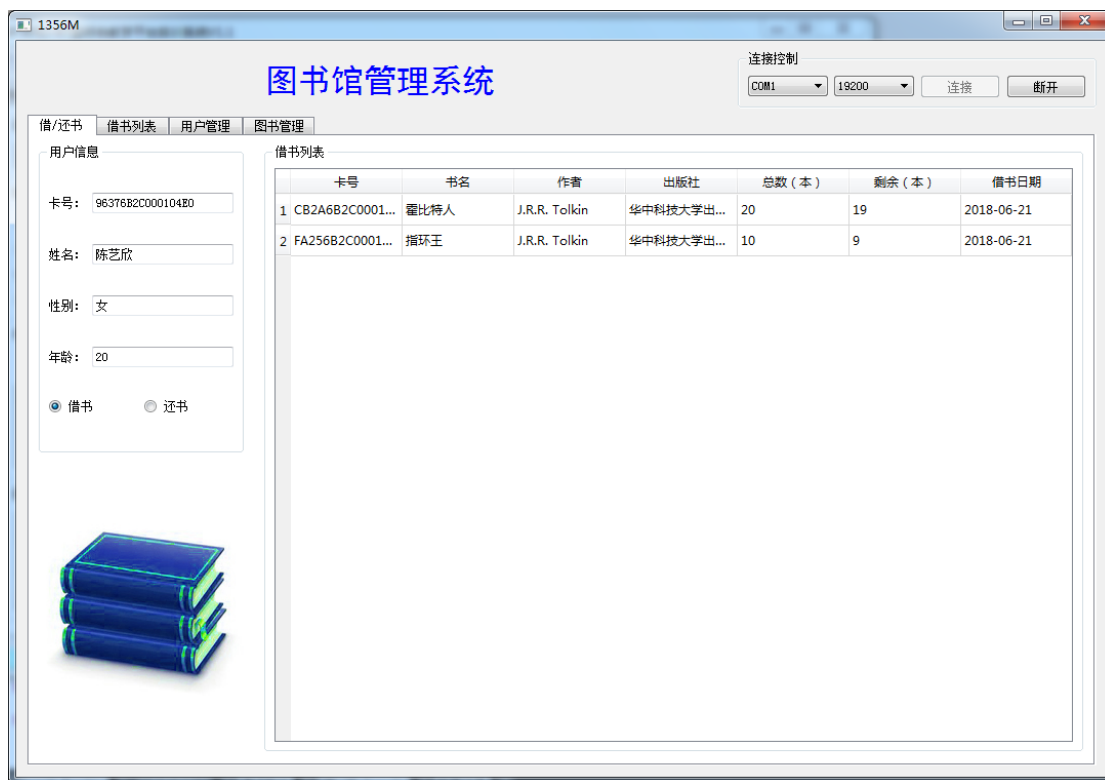 1356M
图书馆管理系统
连接控制
COM1 19200 连接 断开
借/还书 借书列表 用户管理 图书管理
用户信息
卡号: 96376B2C000104E0
姓名: 陈艺欣
性别: 女
年龄: 20
借书 还书
借书列表
卡号 书名 作者 出版社 总数（本） 剩余（本） 借书日期
1 CB2A6B2C0001... 霍比特人 J.R.R. Tolkin 华中科技大学出... 20 19 2018-06-21
2 FA256B2C0001... 指环王 J.R.R. Tolkin 华中科技大学出... 10 9 2018-06-21